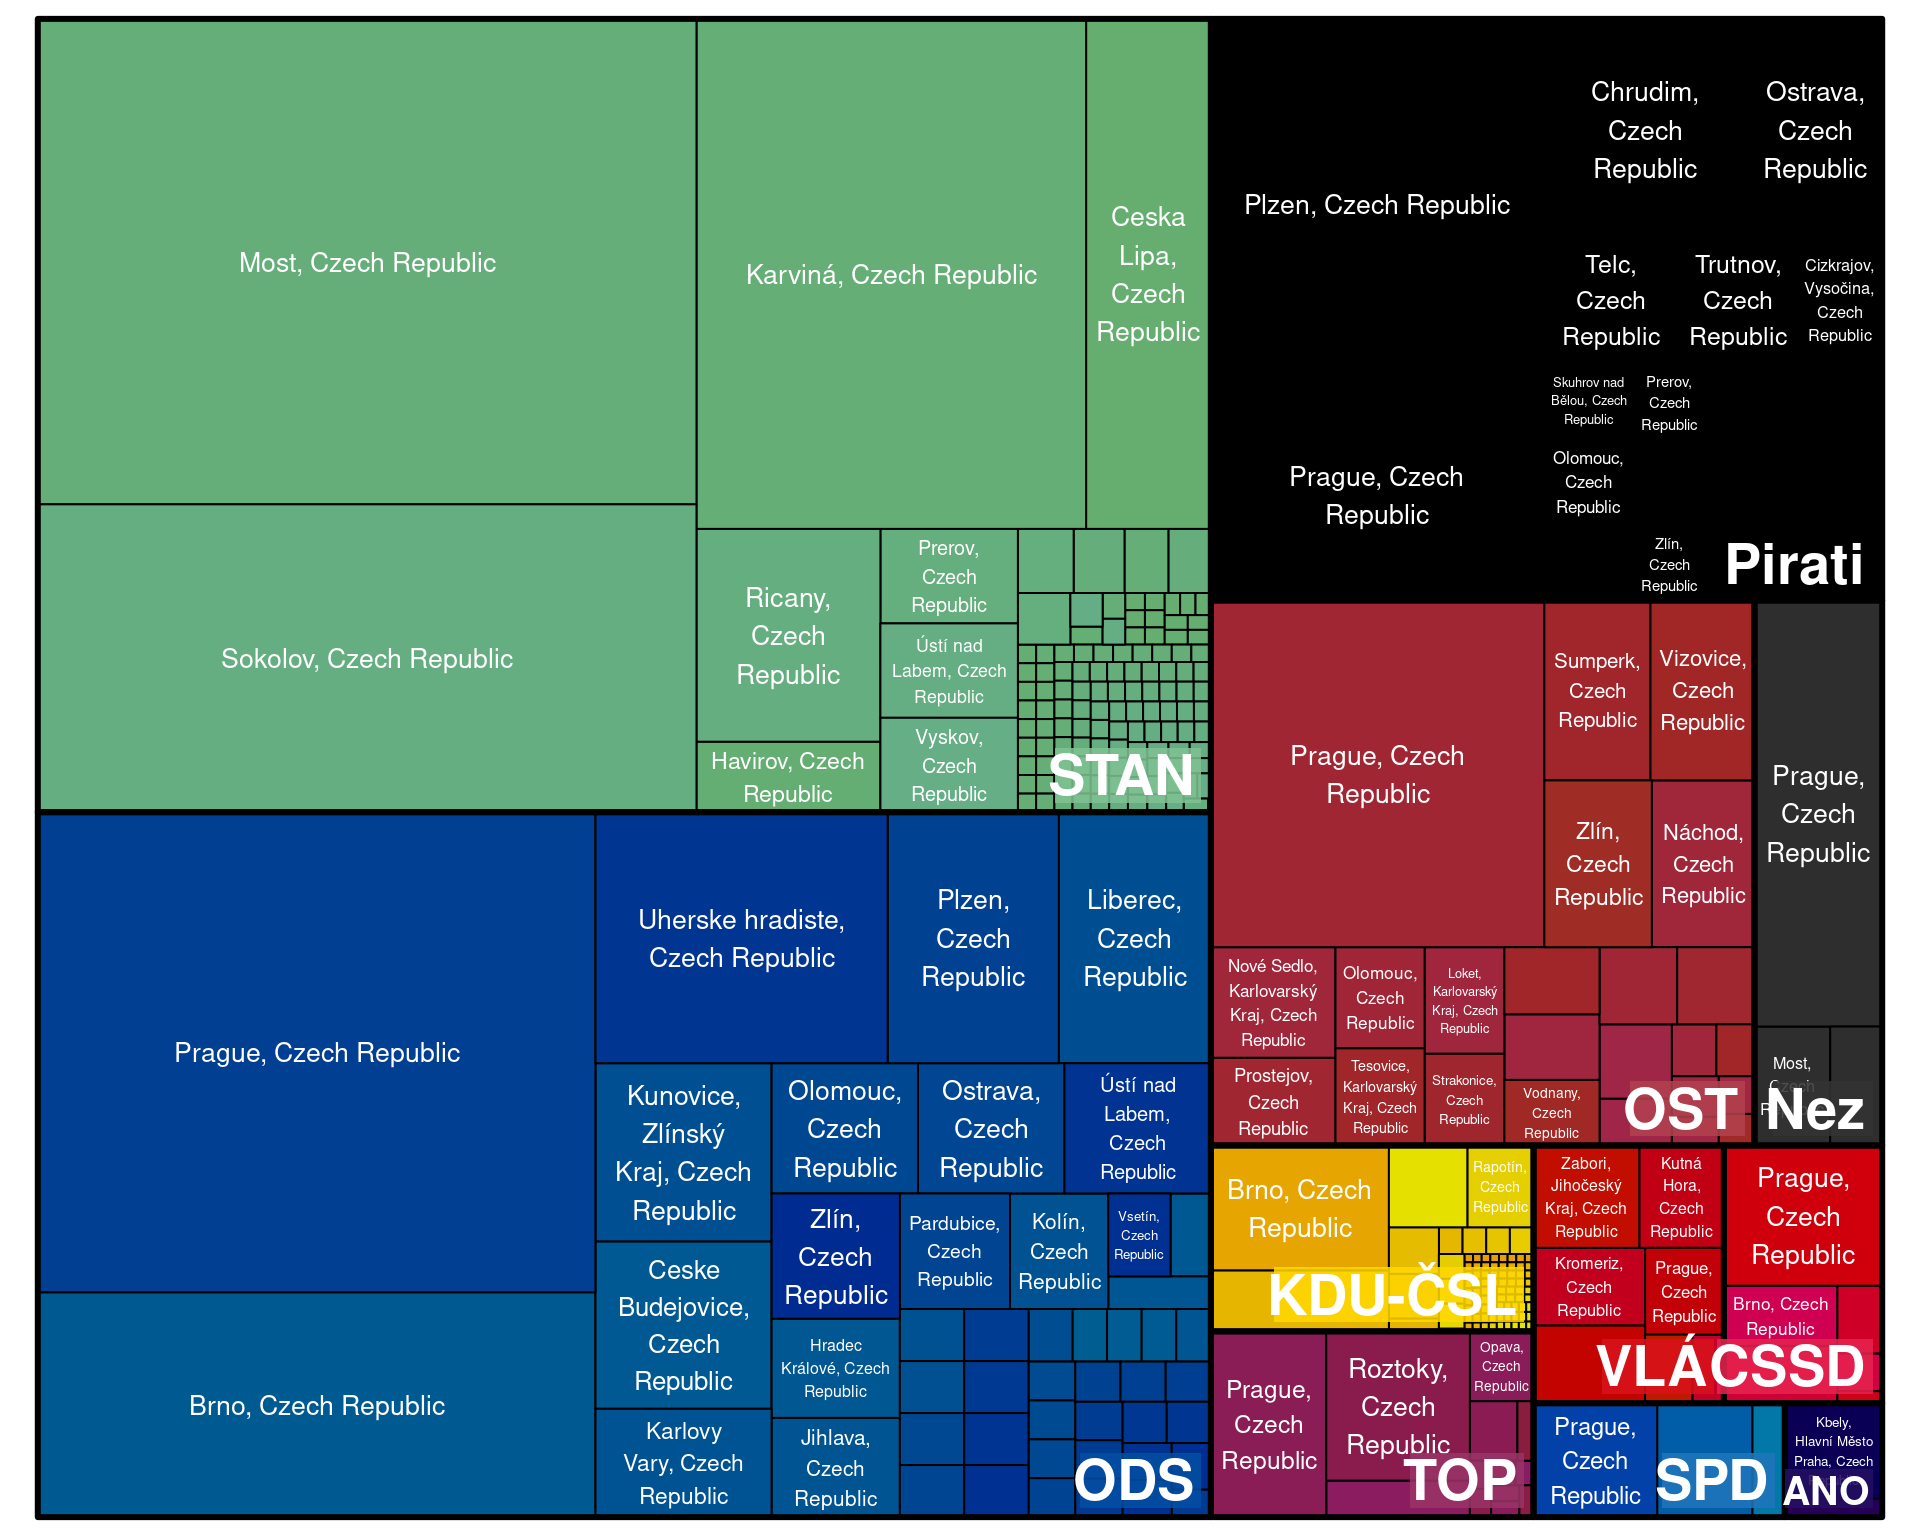 Most, Czech Republic
Sokolov, Czech Republic
Karviná, Czech Republic
Ceska
Lipa,
Czech
Republic
Ricany,
Czech
Republic
Havirov, Czech
Republic
Prerov,
Czech
Republic
Ústí nad
Labem, Czech
Republic
Vyskov,
Czech
Republic
STAN
Plzen, Czech Republic
Prague, Czech
Republic
Chrudim,
Czech
Republic
Ostrava,
Czech
Republic
Telc,
Czech
Republic
Trutnov,
Czech
Republic
Cizkrajov,
Vysočina,
Czech
Republic
Skuhrov nad
Bělou, Czech
Republic
Prerov,
Czech
Republic
Olomouc,
Czech
Republic
Zlín,
Czech
Republic
Pirati
Prague, Czech Republic
Brno, Czech Republic
Uherske hradiste,
Czech Republic
Plzen,
Czech
Republic
Liberec,
Czech
Republic
Kunovice,
Zlínský
Kraj, Czech
Republic
Ceske
Budejovice,
Czech
Republic
Karlovy
Vary, Czech
Republic
Olomouc,
Czech
Republic
Ostrava,
Czech
Republic
Ústí nad
Labem,
Czech
Republic
Zlín,
Czech
Republic
Hradec
Králové, Czech
Republic
Jihlava,
Czech
Republic
Pardubice,
Czech
Republic
Kolín,
Czech
Republic
Vsetín,
Czech
Republic
ODS
Prague, Czech
Republic
Sumperk,
Czech
Republic
Vizovice,
Czech
Republic
Zlín,
Czech
Republic
Náchod,
Czech
Republic
Nové Sedlo,
Karlovarský
Kraj, Czech
Republic
Prostejov,
Czech
Republic
Olomouc,
Czech
Republic
Tesovice,
Karlovarský
Kraj, Czech
Republic
Loket,
Karlovarský
Kraj, Czech
Republic
Strakonice,
Czech
Republic
Vodnany,
Czech
Republic
OST
Prague,
Czech
Republic
Most,
Czech
Nez
Brno, Czech
Republic
Rapotín,
Czech
Republic
KDU-ČSL
Prague,
Czech
Republic
Roztoky,
Czech
Republic
Opava,
Czech
Republic
TOP
Zabori,
Jihočeský
Kraj, Czech
Republic
Kutná
Hora,
Czech
Republic
Kromeriz,
Czech
Republic
Prague,
Czech
Republic
VLÁCSSD
Prague,
Czech
Republic
Brno, Czech
Republic
Prague,
Czech
Republic
SPD
Kbely,
Hlavní Město
Praha, Czech
ANO